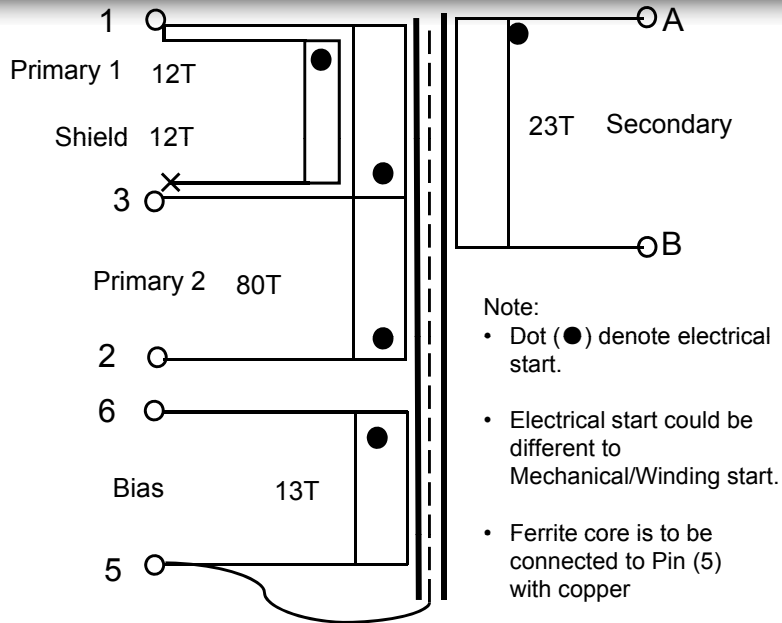 1
A
Primary 1 12T
23T Secondary
Shield 12T
3
B
Primary 2 80T
Note:
• Dot (●) denote electrical
start.
2
6
• Electrical start could be
different to
Mechanical/Winding start.
Bias 13T
• Ferrite core is to be
connected to Pin (5)
with copper
5